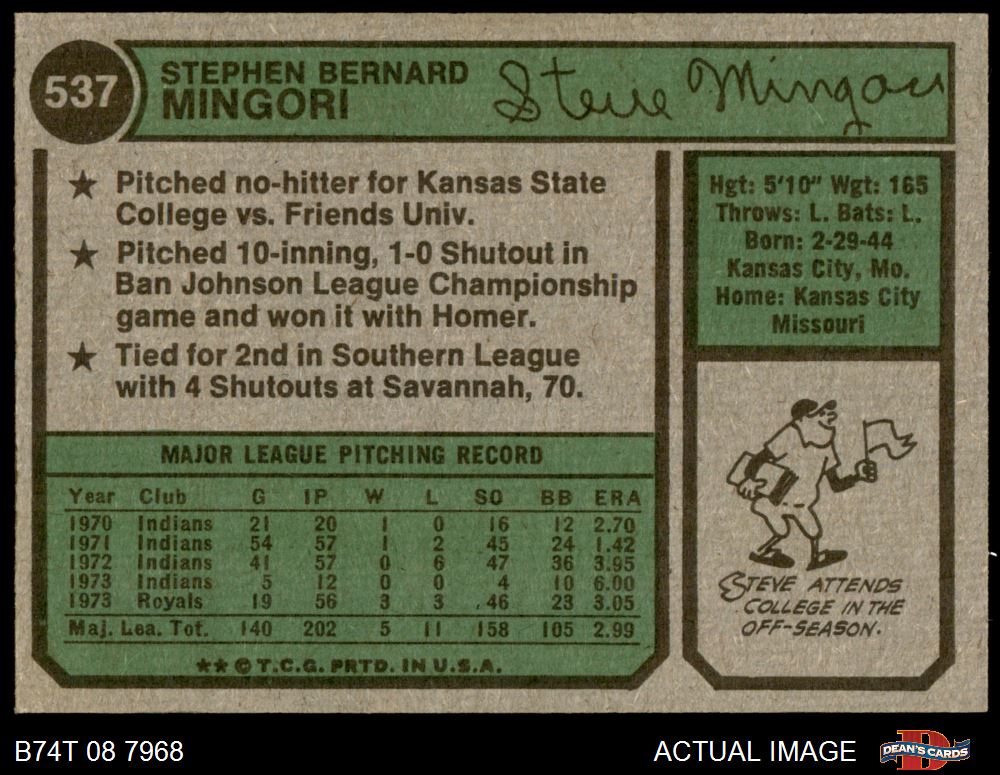 537
STEPHEN BERNARD
MINGORI
Steve Mingori
★ Pitched no-hitter for Kansas State
College vs. Friends Univ.
★ Pitched 10-inning, 1-0 Shutout in
Ban Johnson League Championship
game and won it with Homer.
★ Tied for 2nd in Southern League
with 4 Shutouts at Savannah, 70.
Hgt: 5'10" Wgt: 165
Throws: L. Bats: L.
Born: 2-29-44
Kansas City, Mo.
Home: Kansas City
Missouri
MAJOR LEAGUE PITCHING RECORD
Year Club G IP W L SO BB ERA
1970 Indians 21 20 1 0 16 12 2.70
1971 Indians 54 57 1 2 45 24 1.42
1972 Indians 41 57 0 6 47 36 3.95
1973 Indians 5 12 0 0 4 10 6.00
1973 Royals 19 56 3 3 46 23 3.05
Maj. Lea. Tot. 140 202 5 11 158 105 2.99
★★ © T.C.G. PRTD. IN U.S.A.
STEVE ATTENDS
COLLEGE IN THE
OFF-SEASON.
B74T 08 7968
ACTUAL IMAGE
DEAN'S CARDS